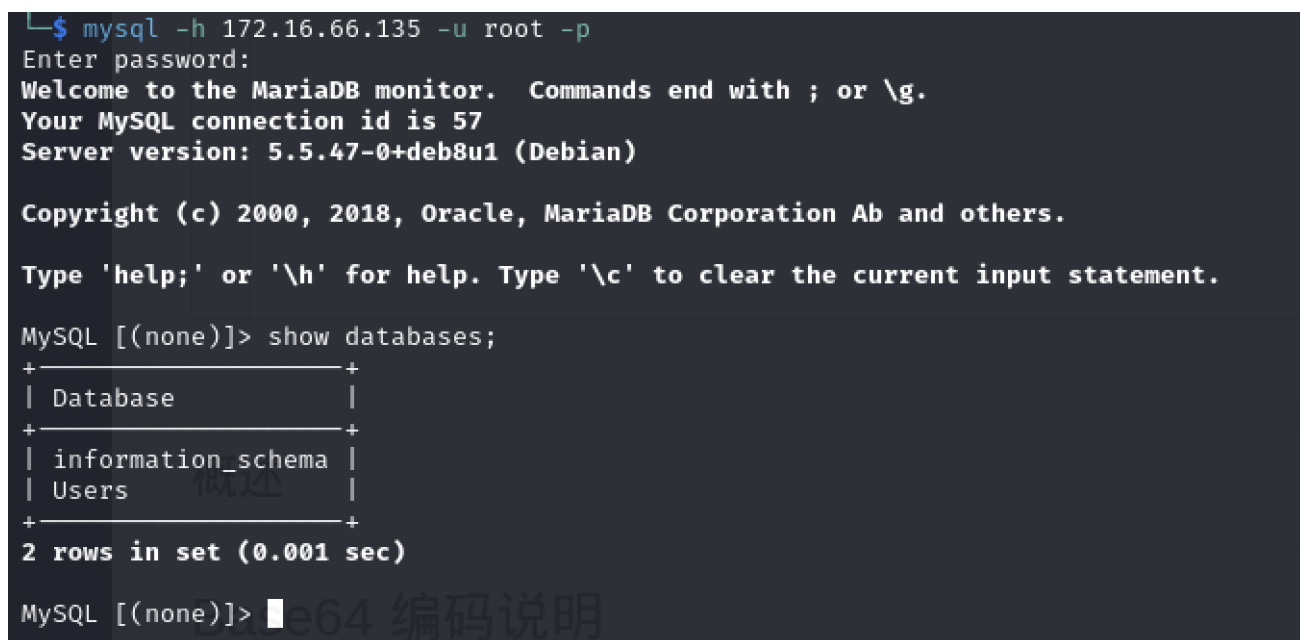 └─$ mysql -h 172.16.66.135 -u root -p
Enter password:
Welcome to the MariaDB monitor.  Commands end with ; or \g.
Your MySQL connection id is 57
Server version: 5.5.47-0+deb8u1 (Debian)
Copyright (c) 2000, 2018, Oracle, MariaDB Corporation Ab and others.
Type 'help;' or '\h' for help. Type '\c' to clear the current input statement.
MySQL [(none)]> show databases;
| Database |
| information_schema |
概述
| Users |
2 rows in set (0.001 sec)
MySQL [(none)]>
Base64 编码说明